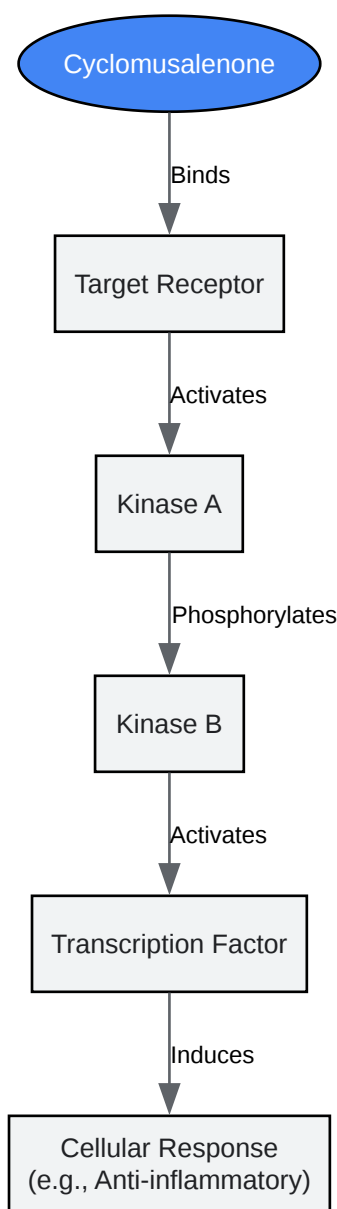 Cyclomusalenone
Binds
Target Receptor
Activates
Kinase A
Phosphorylates
Kinase B
Activates
Transcription Factor
Induces
Cellular Response
(e.g., Anti-inflammatory)